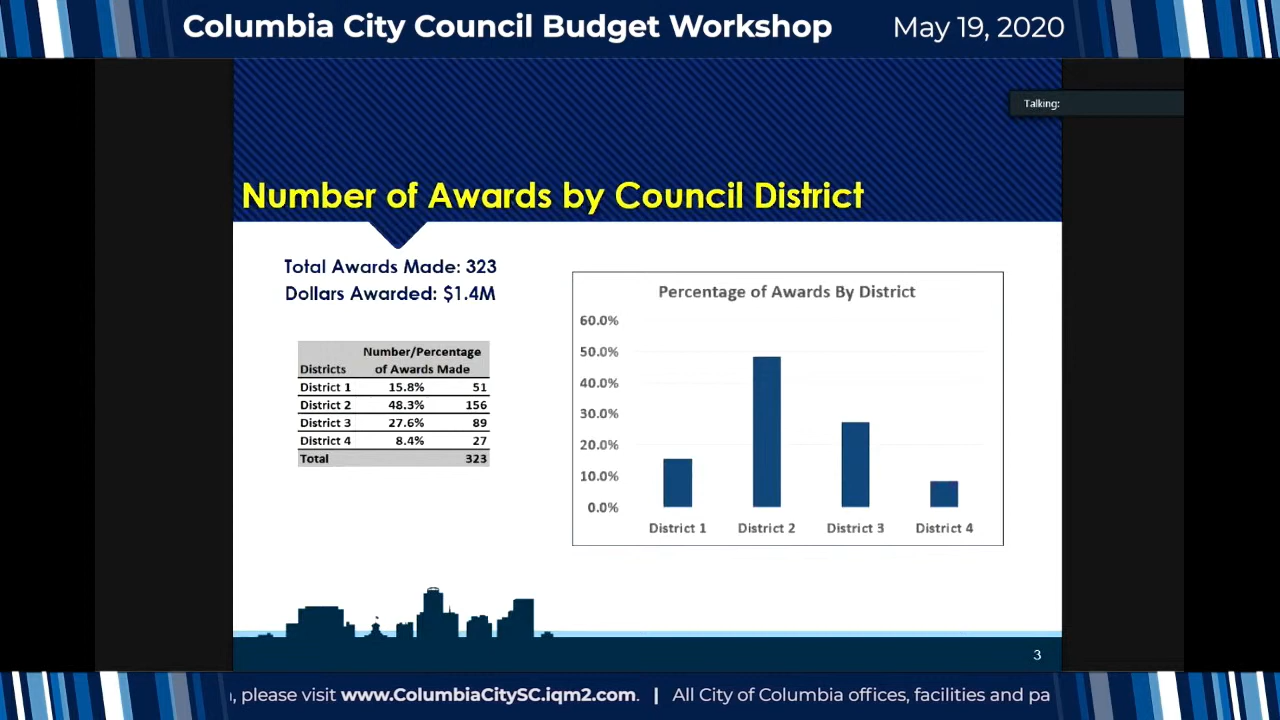 Columbia City Council Budget Workshop May 19, 2020
Talking:
Number of Awards by Council District
Total Awards Made: 323
Dollars Awarded: $1.4M
Number/Percentage
Districts of Awards Made
District 1 15.8% 51
District 2 48.3% 156
District 3 27.6% 89
District 4 8.4% 27
Total 323
Percentage of Awards By District
60.0%
50.0%
40.0%
30.0%
20.0%
10.0%
0.0%
District 1 District 2 District 3 District 4
3
, please visit www.ColumbiaCitySC.iqm2.com. | All City of Columbia offices, facilities and pa